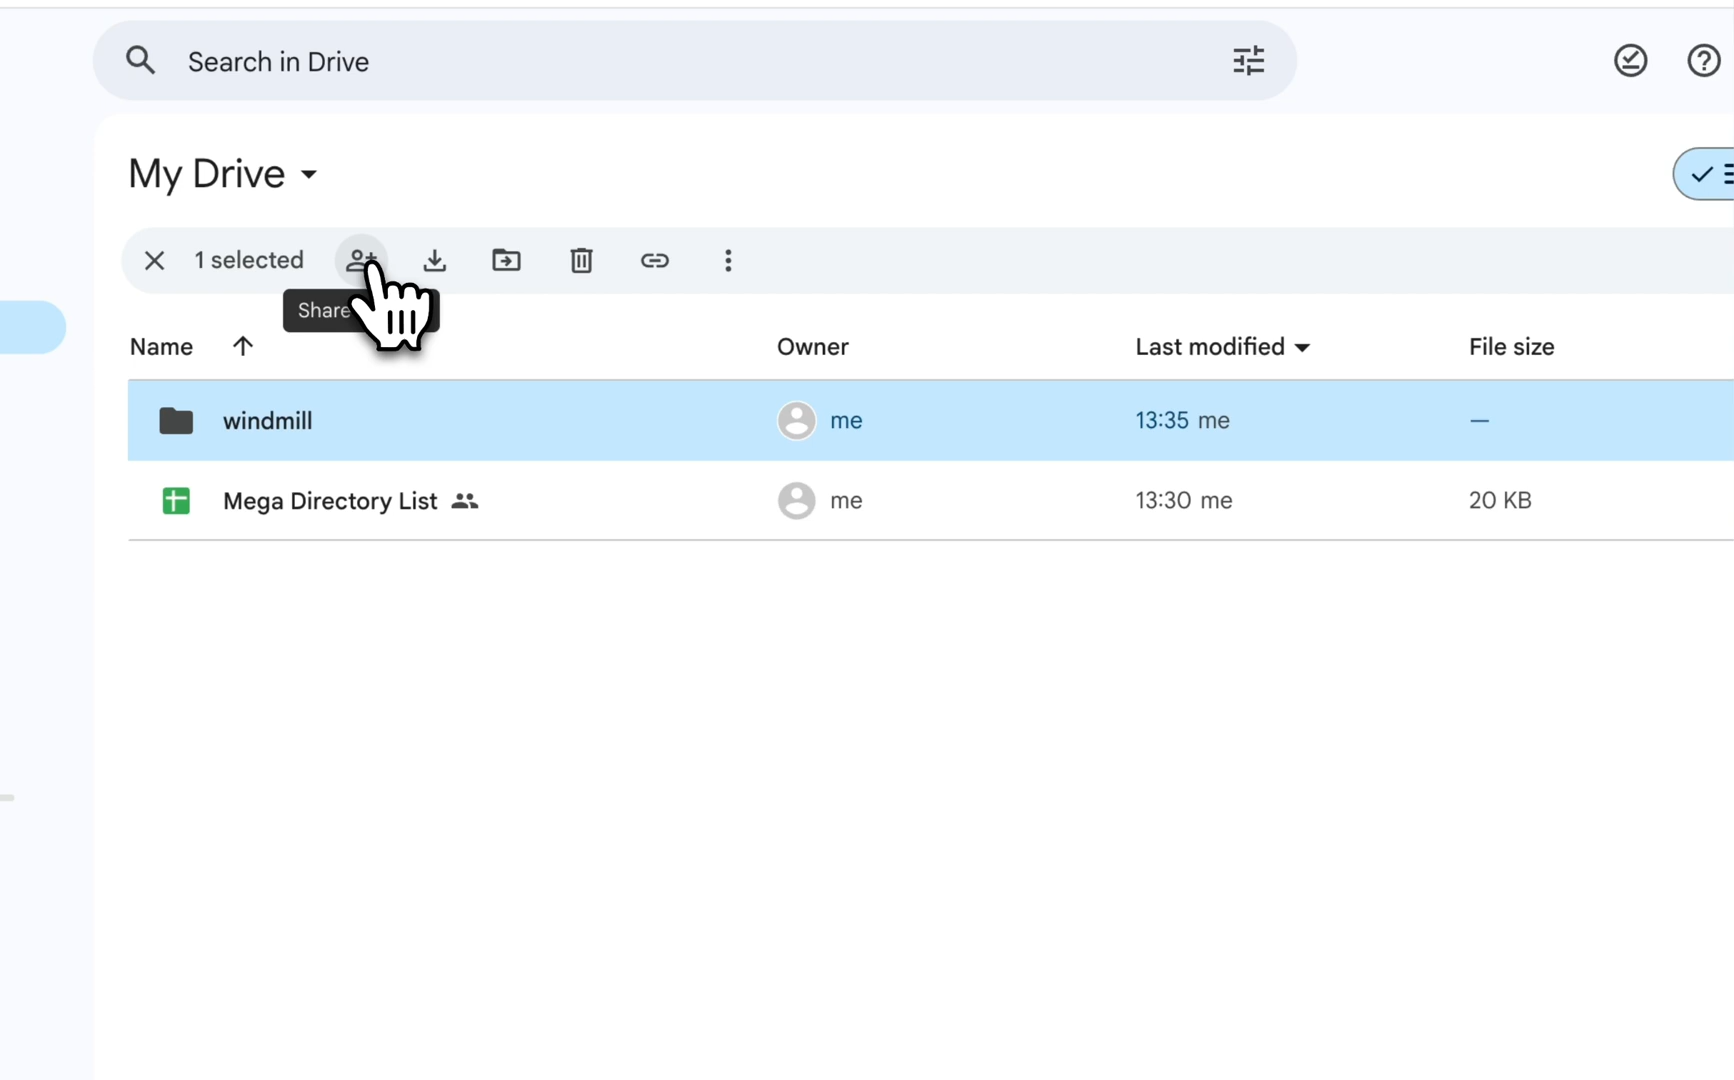 Search in Drive
My Drive
1 selected
Share
Name Owner Last modified File size
windmill me 13:35 me —
Mega Directory List me 13:30 me 20 KB